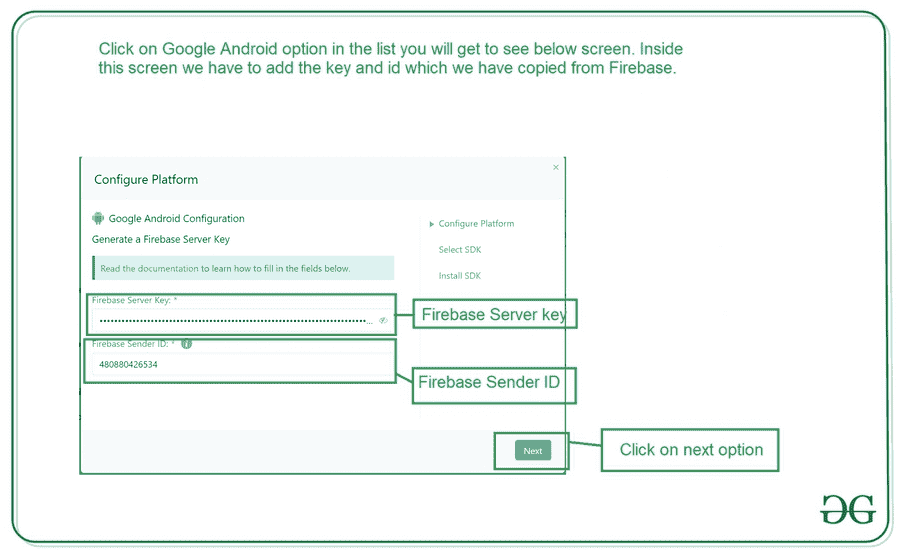 Click on Google Android option in the list you will get to see below screen. Inside
this screen we have to add the key and id which we have copied from Firebase.
×
Configure Platform
Google Android Configuration
Generate a Firebase Server Key
Read the documentation to learn how to fill in the fields below.
Firebase Server Key: *
••••••••••••••••••••••••••••••••••••••••••••••••••••••••••••••••••••••...
Firebase Sender ID: *
480880426534
Configure Platform
Select SDK
Install SDK
Firebase Server key
Firebase Sender ID
Next
Click on next option
GG